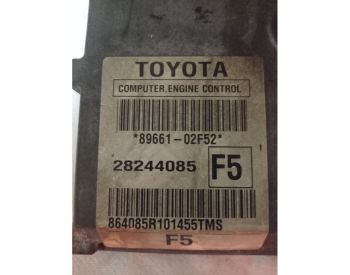 TOYOTA
COMPUTER, ENGINE CONTROL
*89661-02F52*
28244085 F5
864085R101455TMS
F5